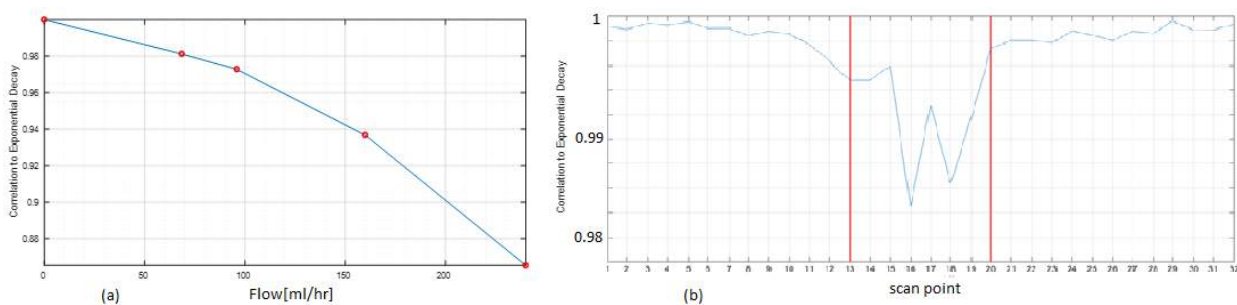 Correlation to Exponential Decay
0.98
0.96
0.94
0.92
0.9
0.88
0 50 100 150 200
(a) Flow[ml/hr]
Correlation to Exponential Decay
1
0.99
0.98
1 2 3 4 5 6 7 8 9 10 11 12 13 14 15 16 17 18 19 20 21 22 23 24 25 26 27 28 29 30 31 32
(b) scan point